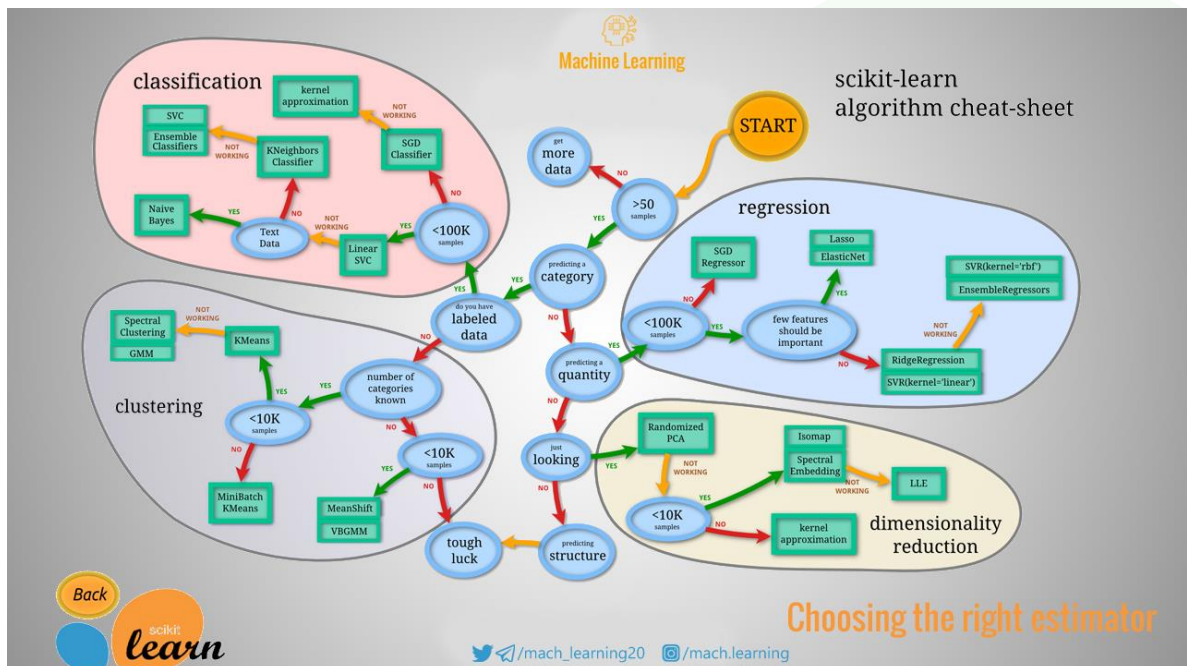 Machine Learning
scikit-learn
algorithm cheat-sheet
START
get
more
data
NO
>50
samples
YES
predicting a
category
YES
NO
do you have
labeled
data
YES
NO
predicting a
quantity
YES
NO
just
looking
YES
NO
predicting
structure
tough
luck
classification
kernel
approximation
NOT
WORKING
SGD
Classifier
NO
<100K
samples
YES
Linear
SVC
NOT
WORKING
Text
Data
YES
Naive
Bayes
NO
KNeighbors
Classifier
NOT
WORKING
SVC
Ensemble
Classifiers
regression
<100K
samples
NO
SGD
Regressor
YES
few features
should be
important
YES
Lasso
ElasticNet
NO
RidgeRegression
SVR(kernel='linear')
NOT
WORKING
SVR(kernel='rbf')
EnsembleRegressors
clustering
number of
categories
known
YES
NO
<10K
samples
YES
KMeans
NOT
WORKING
Spectral
Clustering
GMM
NO
MiniBatch
KMeans
<10K
samples
YES
MeanShift
VBGMM
NO
dimensionality
reduction
Randomized
PCA
NOT
WORKING
<10K
samples
YES
Isomap
Spectral
Embedding
NOT
WORKING
LLE
NO
kernel
approximation
Back
scikit
learn
/mach_learning20
/mach.learning
Choosing the right estimator